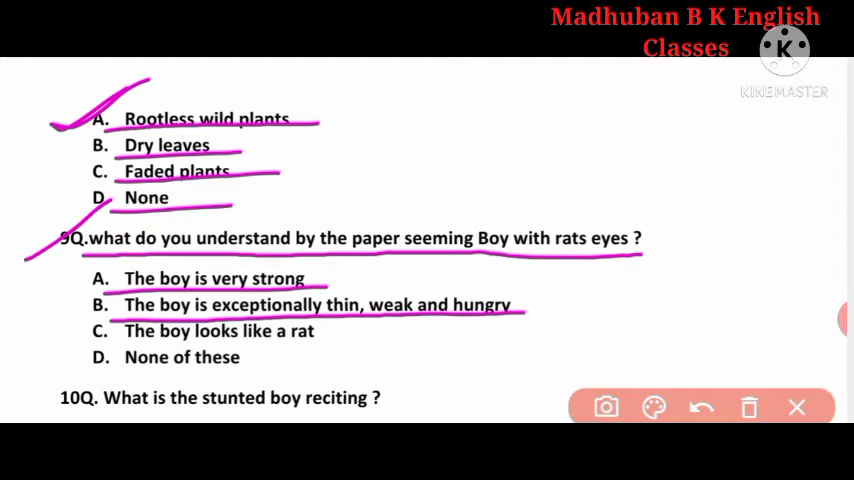 Madhuban B K English
Classes
K
KINEMASTER
A. Rootless wild plants
B. Dry leaves
C. Faded plants
D. None
9Q.what do you understand by the paper seeming Boy with rats eyes ?
A. The boy is very strong
B. The boy is exceptionally thin, weak and hungry
C. The boy looks like a rat
D. None of these
10Q. What is the stunted boy reciting ?